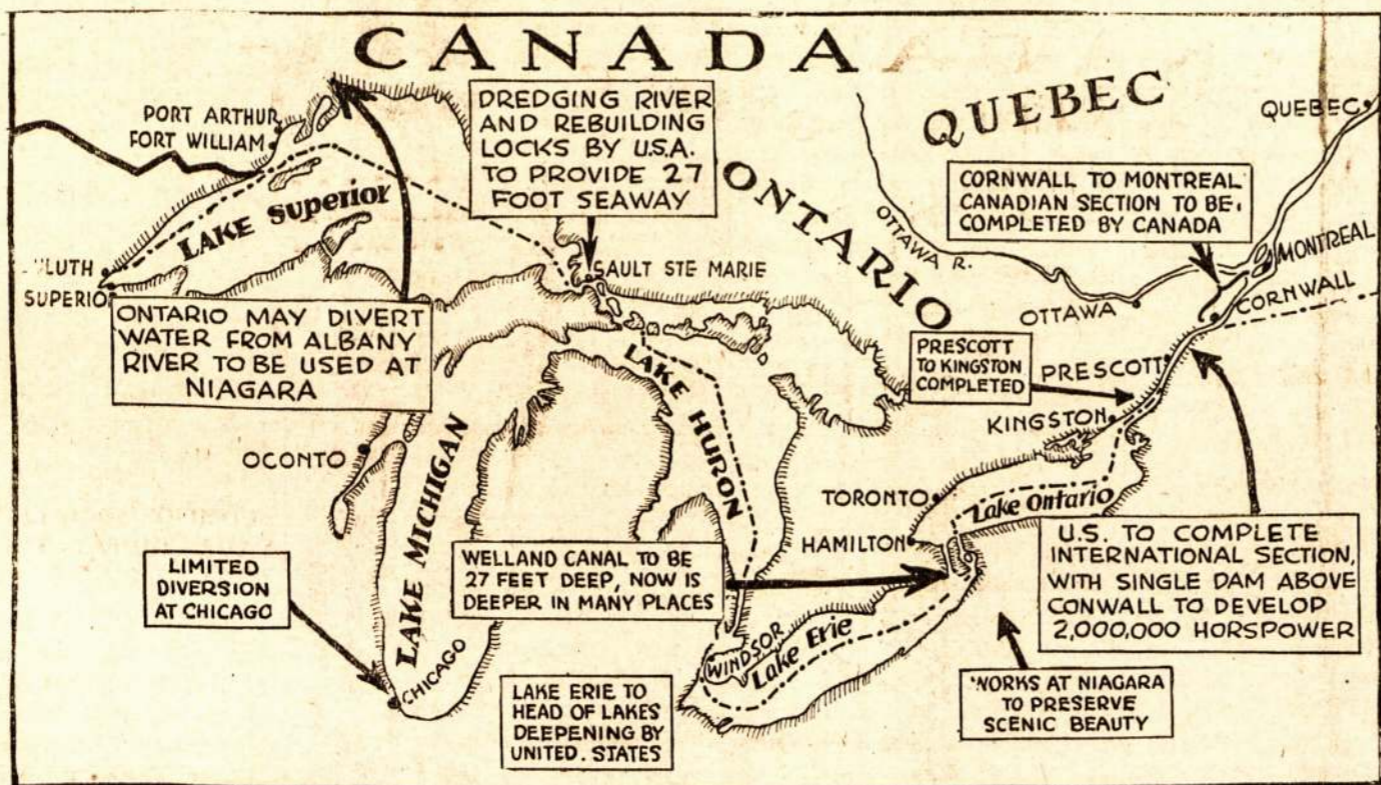 CANADA
QUEBEC
QUEBEC
PORT ARTHUR
FORT WILLIAM
DREDGING RIVER
AND REBUILDING
LOCKS BY U.S.A.
TO PROVIDE 27
FOOT SEAWAY
ONTARIO
CORNWALL TO MONTREAL
CANADIAN SECTION TO BE
COMPLETED BY CANADA
LAKE SUPERIOR
OTTAWA R.
MONTREAL
ULUTH
SUPERIO
SAULT STE MARIE
OTTAWA
CORNWALL
ONTARIO MAY DIVERT
WATER FROM ALBANY
RIVER TO BE USED AT
NIAGARA
PRESCOTT
TO KINGSTON
COMPLETED
PRESCOTT
LAKE HURON
KINGSTON
OCONTO
LAKE MICHIGAN
TORONTO
Lake Ontario
HAMILTON
U.S. TO COMPLETE
INTERNATIONAL SECTION,
WITH SINGLE DAM ABOVE
CONWALL TO DEVELOP
2,000,000 HORSPOWER
WELLAND CANAL TO BE
27 FEET DEEP, NOW IS
DEEPER IN MANY PLACES
LIMITED
DIVERSION
AT CHICAGO
CHICAGO
WINDSOR
Lake Erie
LAKE ERIE TO
HEAD OF LAKES
DEEPENING BY
UNITED. STATES
WORKS AT NIAGARA
TO PRESERVE
SCENIC BEAUTY